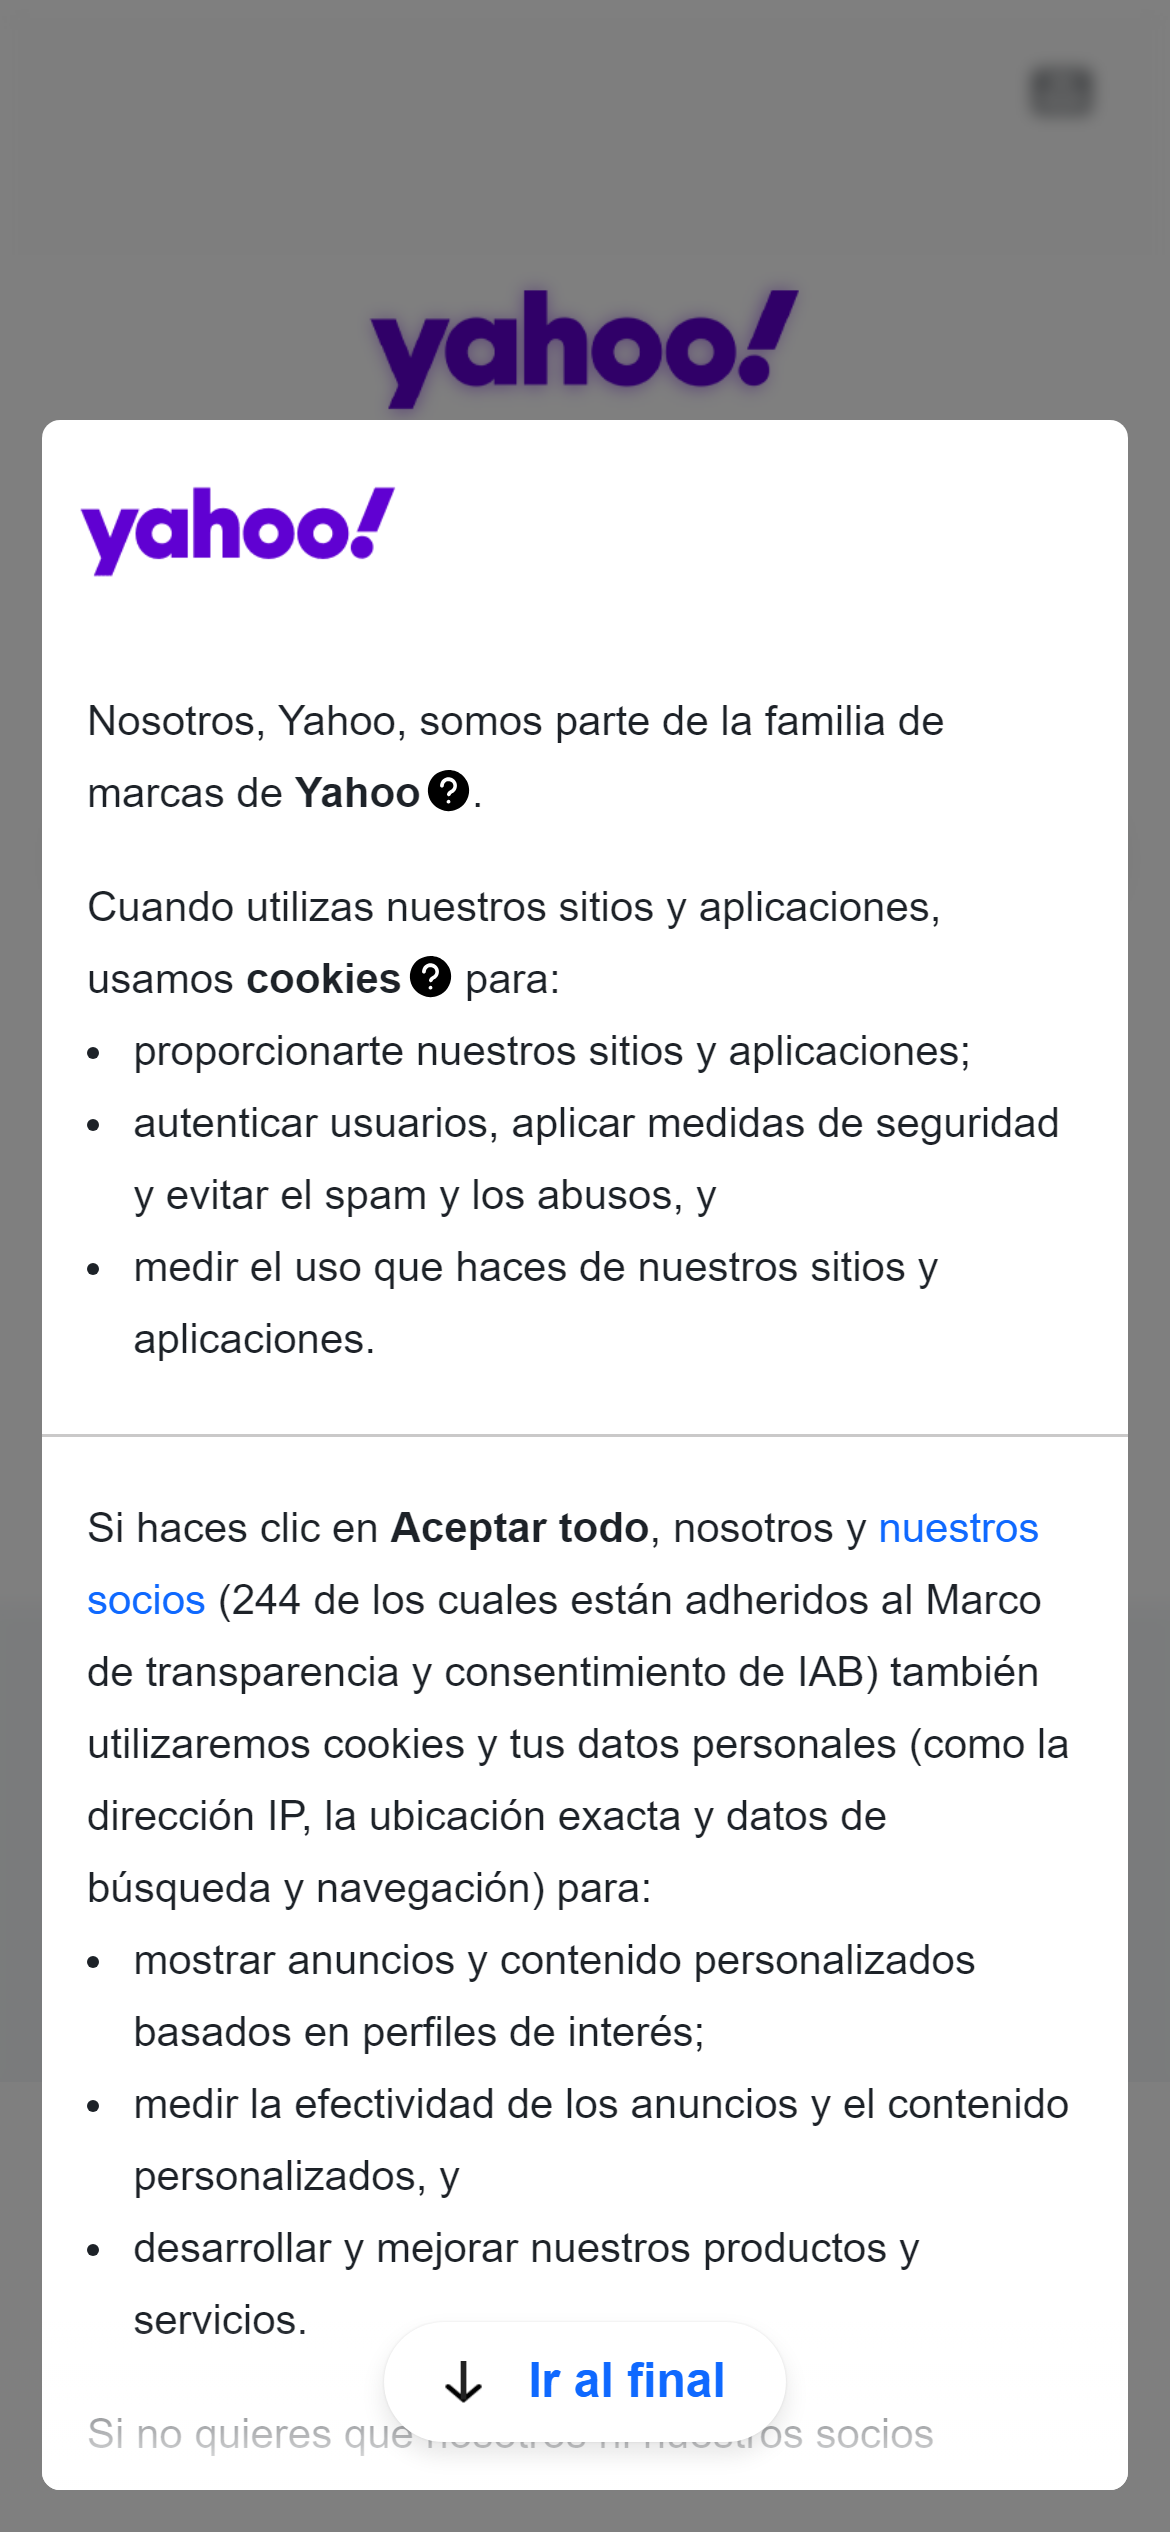 yahoo!
yahoo!
Nosotros, Yahoo, somos parte de la familia de
marcas de Yahoo ?.
Cuando utilizas nuestros sitios y aplicaciones,
usamos cookies ? para:
• proporcionarte nuestros sitios y aplicaciones;
• autenticar usuarios, aplicar medidas de seguridad
y evitar el spam y los abusos, y
• medir el uso que haces de nuestros sitios y
aplicaciones.
Si haces clic en Aceptar todo, nosotros y nuestros
socios (244 de los cuales están adheridos al Marco
de transparencia y consentimiento de IAB) también
utilizaremos cookies y tus datos personales (como la
dirección IP, la ubicación exacta y datos de
búsqueda y navegación) para:
• mostrar anuncios y contenido personalizados
basados en perfiles de interés;
• medir la efectividad de los anuncios y el contenido
personalizados, y
• desarrollar y mejorar nuestros productos y
servicios.
Ir al final
Si no quieres que nosotros ni nuestros socios